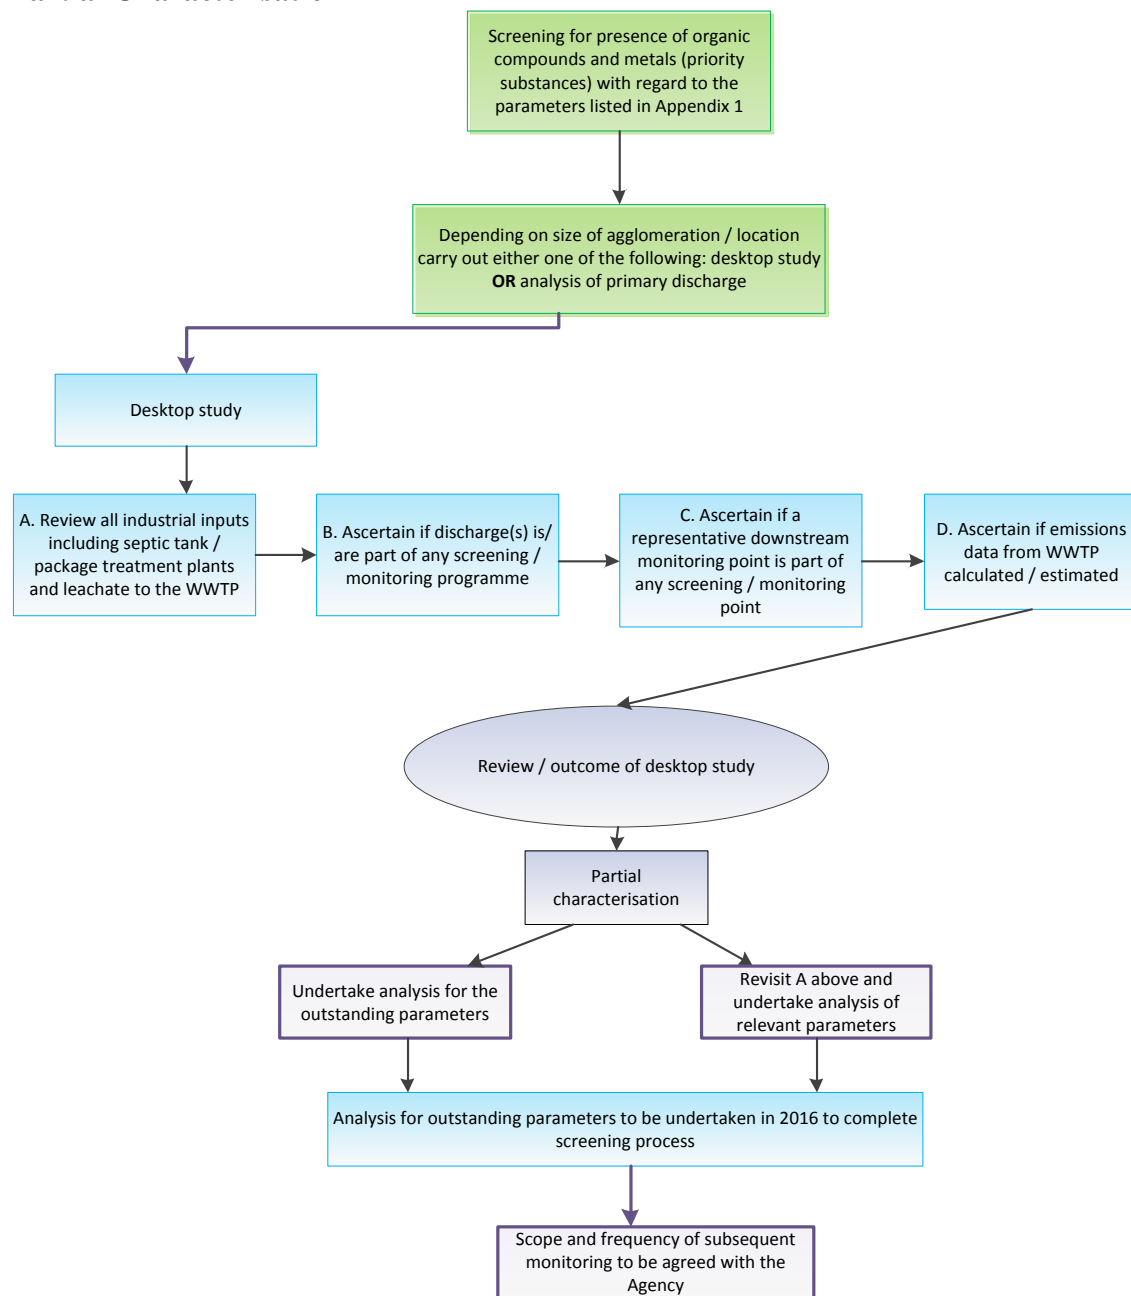 Screening for presence of organic
compounds and metals (priority
substances) with regard to the
parameters listed in Appendix 1
Depending on size of agglomeration / location
carry out either one of the following: desktop study
OR analysis of primary discharge
Desktop study
A. Review all industrial inputs
including septic tank /
package treatment plants
and leachate to the WWTP
B. Ascertain if discharge(s) is/
are part of any screening /
monitoring programme
C. Ascertain if a
representative downstream
monitoring point is part of
any screening / monitoring
point
D. Ascertain if emissions
data from WWTP
calculated / estimated
Review / outcome of desktop study
Partial
characterisation
Undertake analysis for the
outstanding parameters
Revisit A above and
undertake analysis of
relevant parameters
Analysis for outstanding parameters to be undertaken in 2016 to complete
screening process
Scope and frequency of subsequent
monitoring to be agreed with the
Agency